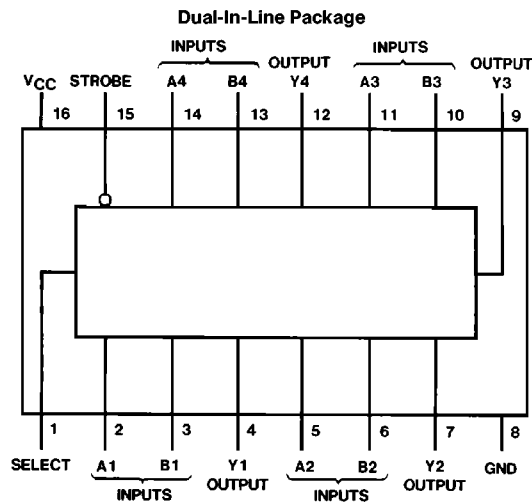 Dual-In-Line Package
INPUTS INPUTS
OUTPUT OUTPUT
VCC STROBE A4 B4 Y4 A3 B3 Y3
16 15 14 13 12 11 10 9
1 2 3 4 5 6 7 8
SELECT A1 B1 Y1 A2 B2 Y2 GND
INPUTS OUTPUT INPUTS OUTPUT